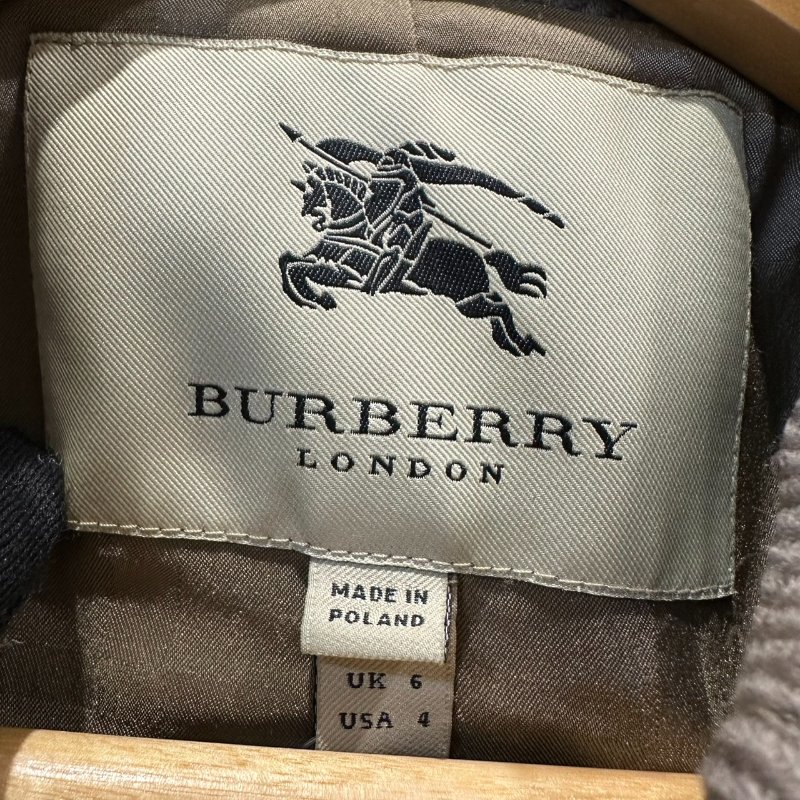 BURBERRY
LONDON
MADE IN
POLAND
UK 6
USA 4